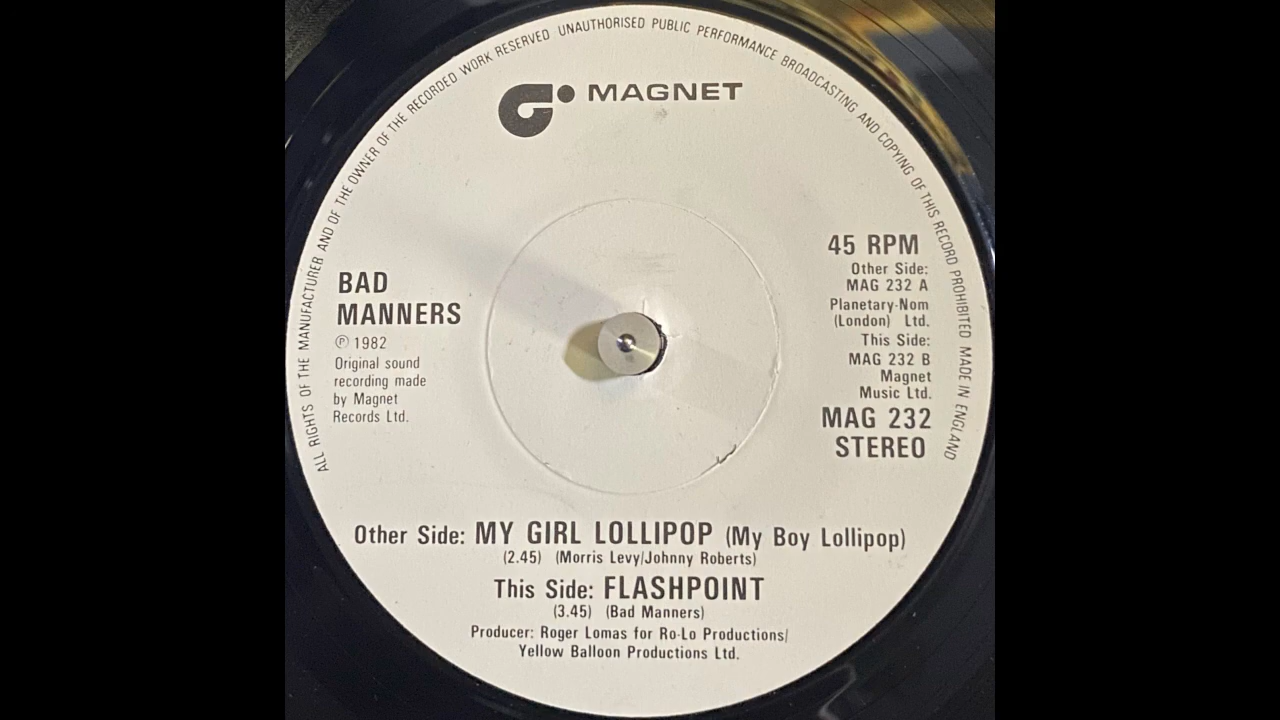 ALL RIGHTS OF THE MANUFACTURER AND OF THE OWNER OF THE RECORDED WORK RESERVED UNAUTHORISED PUBLIC PERFORMANCE BROADCASTING AND COPYING OF THIS RECORD PROHIBITED MADE IN ENGLAND
MAGNET
BAD
MANNERS
℗ 1982
Original sound
recording made
by Magnet
Records Ltd.
45 RPM
Other Side:
MAG 232 A
Planetary-Nom
(London) Ltd.
This Side:
MAG 232 B
Magnet
Music Ltd.
MAG 232
STEREO
Other Side: MY GIRL LOLLIPOP (My Boy Lollipop)
(2.45) (Morris Levy/Johnny Roberts)
This Side: FLASHPOINT
(3.45) (Bad Manners)
Producer: Roger Lomas for Ro-Lo Productions/
Yellow Balloon Productions Ltd.